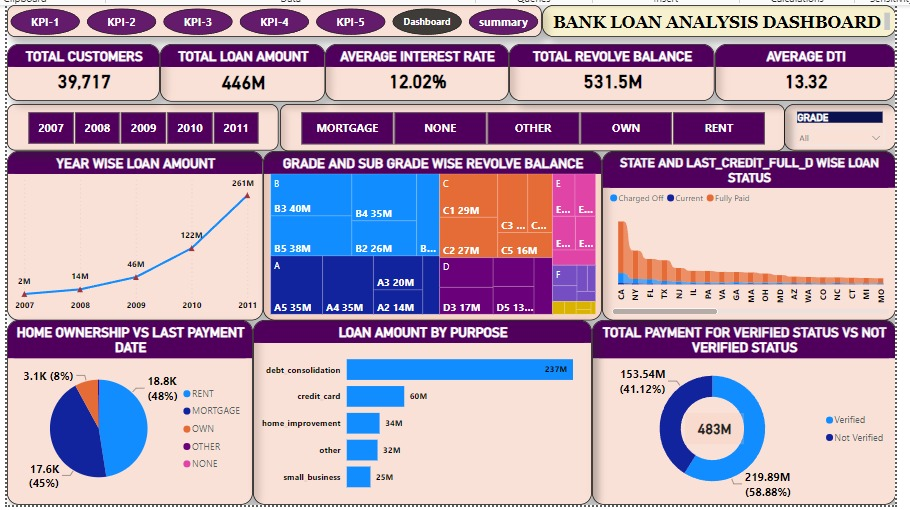 KPI-1 KPI-2 KPI-3 KPI-4 KPI-5 Dashboard summary BANK LOAN ANALYSIS DASHBOARD
TOTAL CUSTOMERS
39,717
TOTAL LOAN AMOUNT
446M
AVERAGE INTEREST RATE
12.02%
TOTAL REVOLVE BALANCE
531.5M
AVERAGE DTI
13.32
2007 2008 2009 2010 2011
MORTGAGE NONE OTHER OWN RENT
GRADE
All
YEAR WISE LOAN AMOUNT
261M
122M
46M
14M
2M
2007 2008 2009 2010 2011
GRADE AND SUB GRADE WISE REVOLVE BALANCE
B
B3 40M
B4 35M
B5 38M
B2 26M
B...
A
A5 35M
A4 35M
A3 20M
A2 14M
C
C1 29M
C3 ...
C...
C2 27M
C5 16M
D
D3 17M
D5 13...
E
E...
E...
E...
E...
F
STATE AND LAST_CREDIT_FULL_D WISE LOAN
STATUS
Charged Off Current Fully Paid
CA NY FL TX NJ IL PA VA GA MA OH MD AZ WA CO NC CT MI MO
HOME OWNERSHIP VS LAST PAYMENT
DATE
3.1K (8%)
18.8K
(48%)
17.6K
(45%)
RENT
MORTGAGE
OWN
OTHER
NONE
LOAN AMOUNT BY PURPOSE
debt consolidation 237M
credit card 60M
home improvement 34M
other 32M
small business 25M
TOTAL PAYMENT FOR VERIFIED STATUS VS NOT
VERIFIED STATUS
153.54M
(41.12%)
483M
219.89M
(58.88%)
Verified
Not Verified